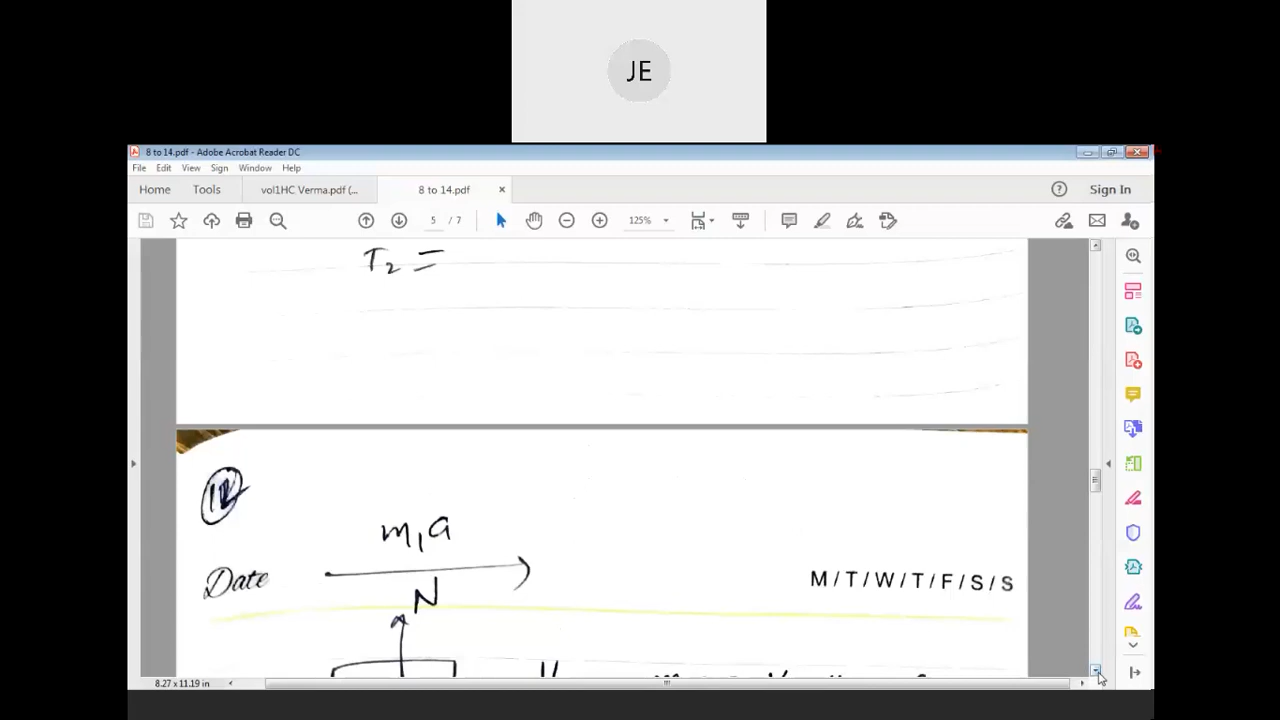 JE
8 to 14.pdf - Adobe Acrobat Reader DC
File Edit View Sign Window Help
Home Tools vol1HC Verma.pdf (... 8 to 14.pdf × Sign In
5 / 7 125%
T₂ =
12
m₁a
Date M / T / W / T / F / S / S
N
8.27 x 11.19 in